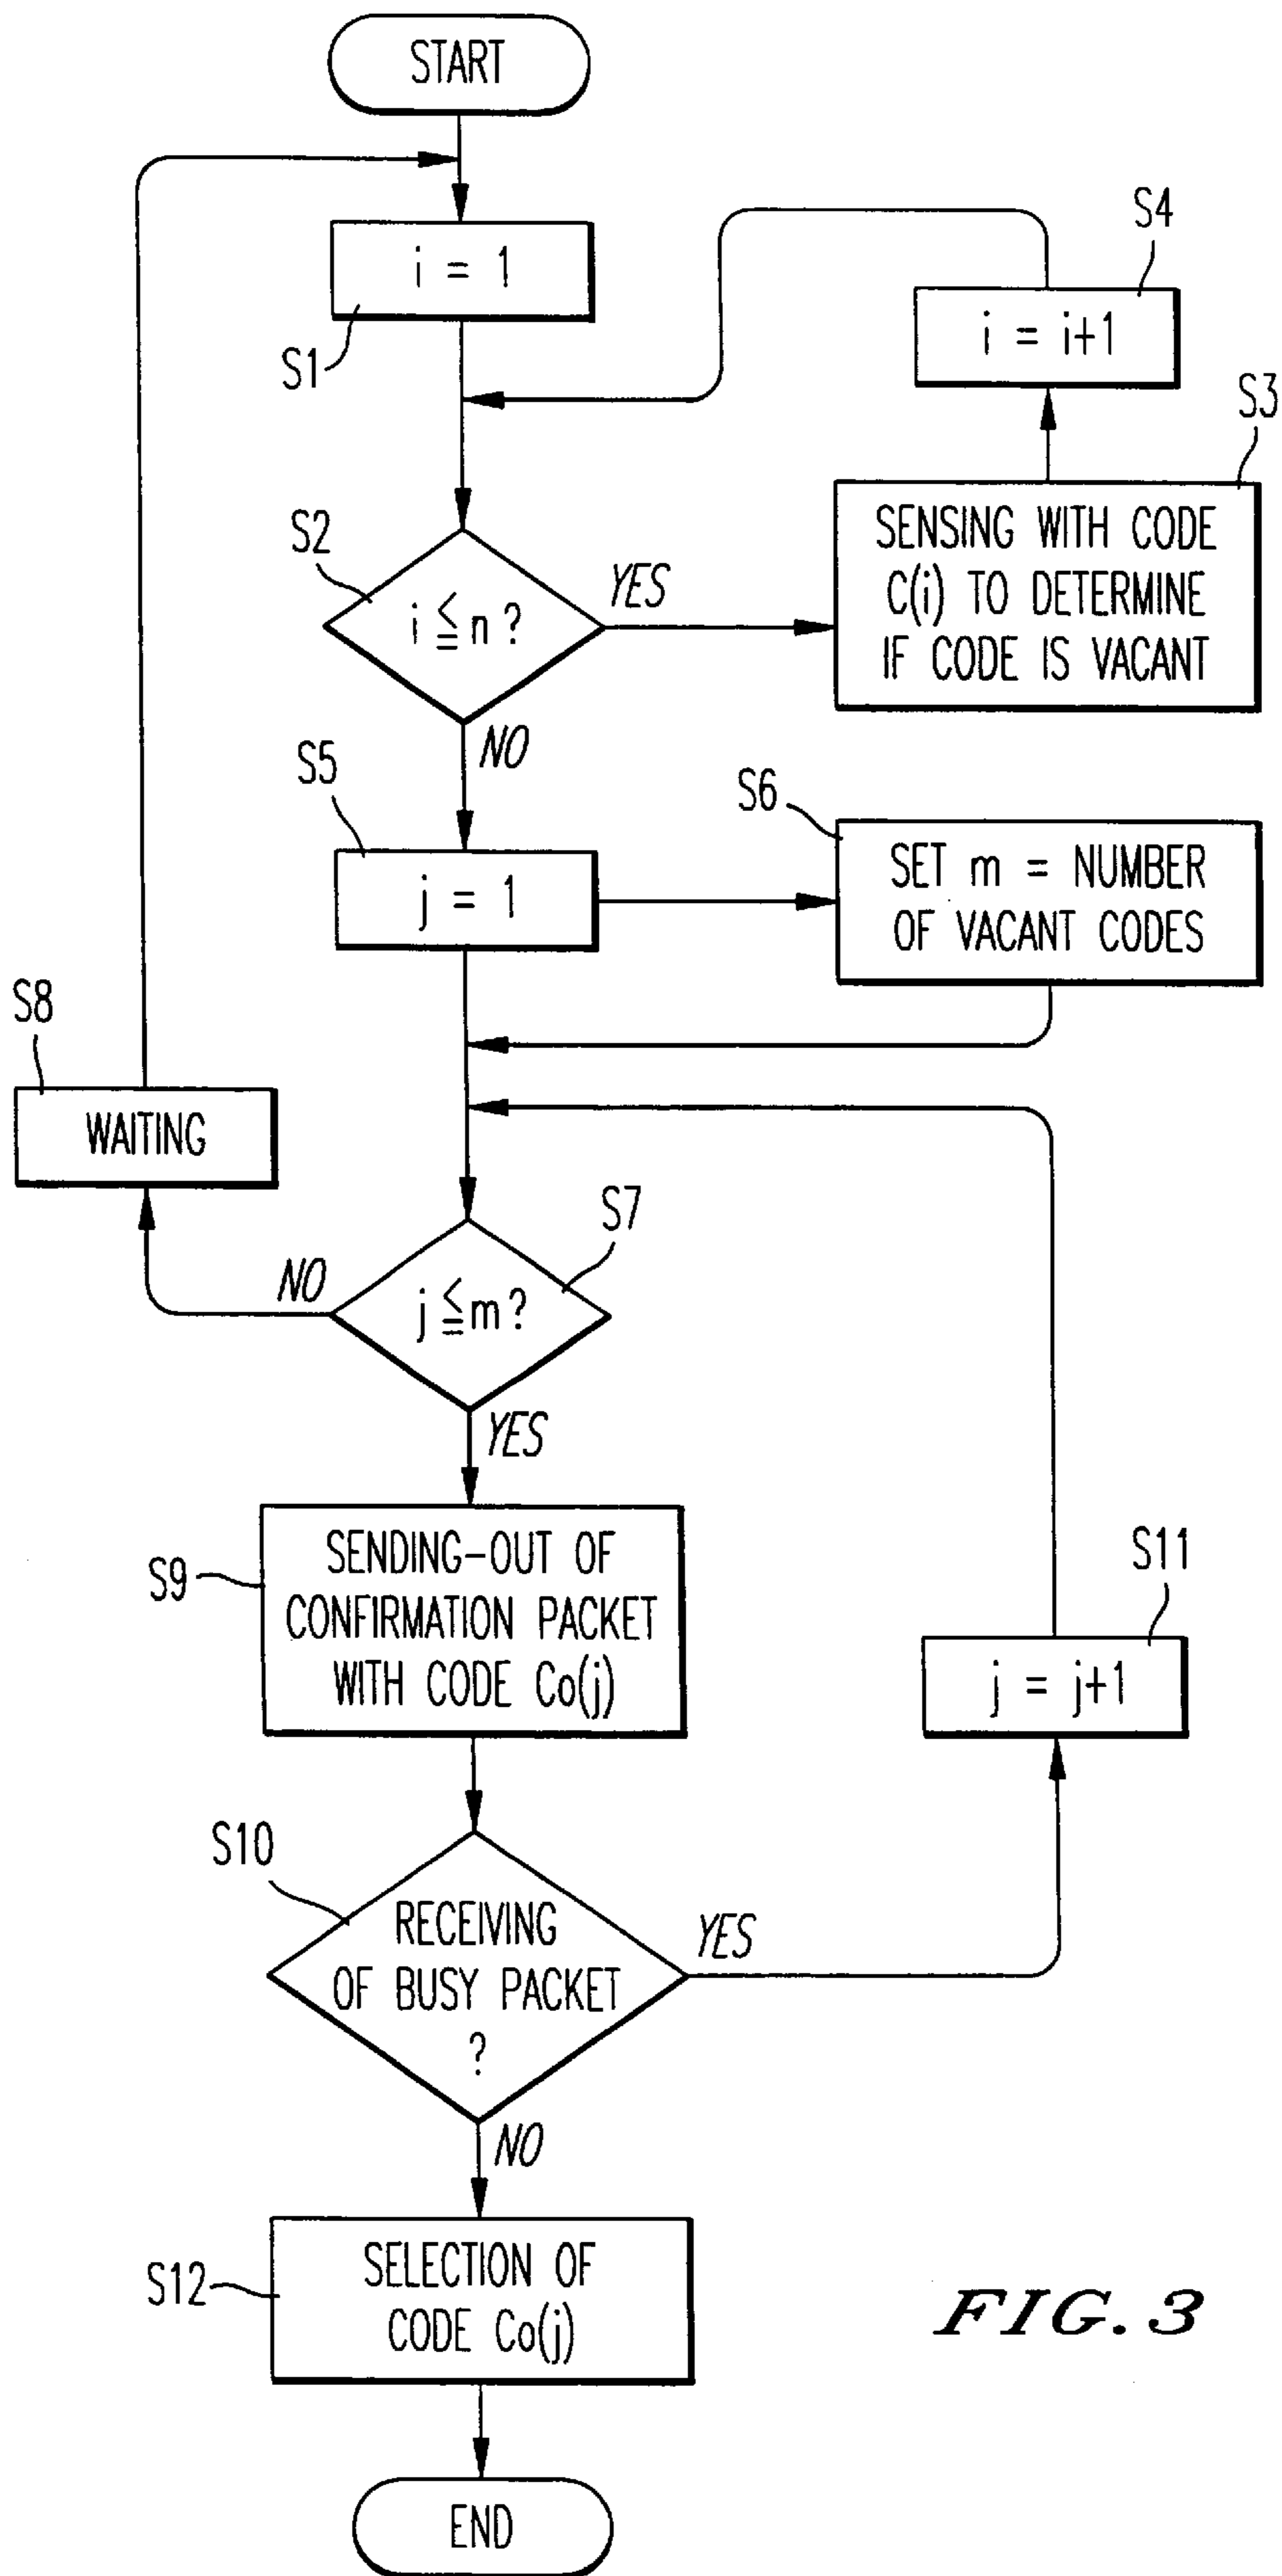 START
i = 1
S1
S4
i = i+1
S3
SENSING WITH CODE
C(i) TO DETERMINE
IF CODE IS VACANT
S2
i ≦ n ?
YES
NO
S5
j = 1
S6
SET m = NUMBER
OF VACANT CODES
S8
WAITING
S7
j ≦ m ?
NO
YES
S9
SENDING-OUT OF
CONFIRMATION PACKET
WITH CODE Co(j)
S11
j = j+1
S10
RECEIVING
OF BUSY PACKET
?
YES
NO
S12
SELECTION OF
CODE Co(j)
END
FIG. 3